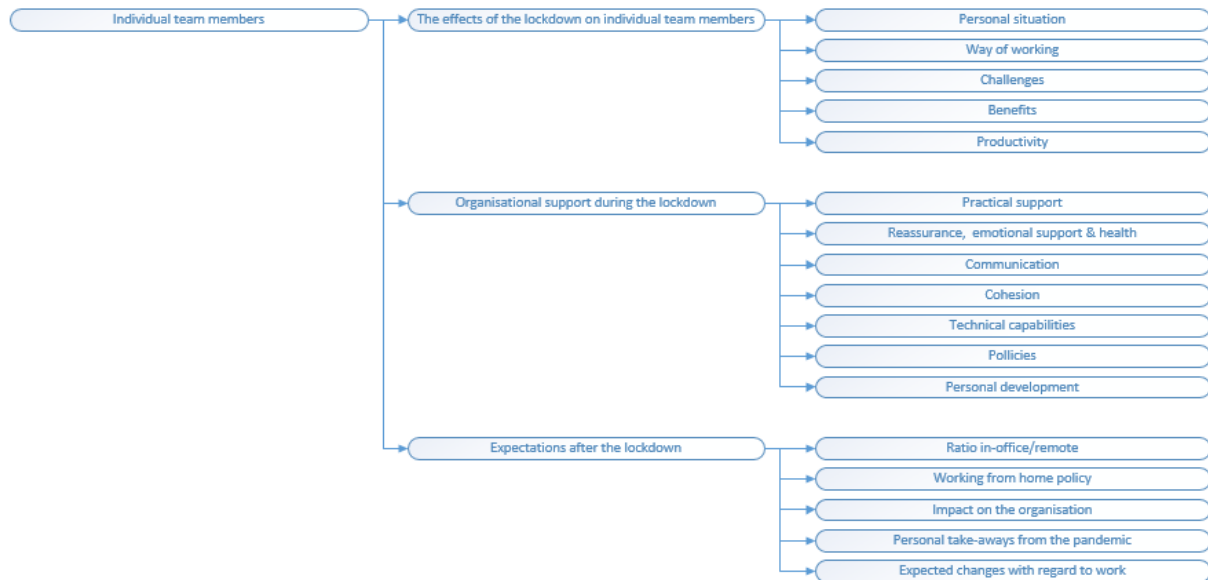 Individual team members
The effects of the lockdown on individual team members
Personal situation
Way of working
Challenges
Benefits
Productivity
Organisational support during the lockdown
Practical support
Reassurance, emotional support & health
Communication
Cohesion
Technical capabilities
Pollicies
Personal development
Expectations after the lockdown
Ratio in-office/remote
Working from home policy
Impact on the organisation
Personal take-aways from the pandemic
Expected changes with regard to work